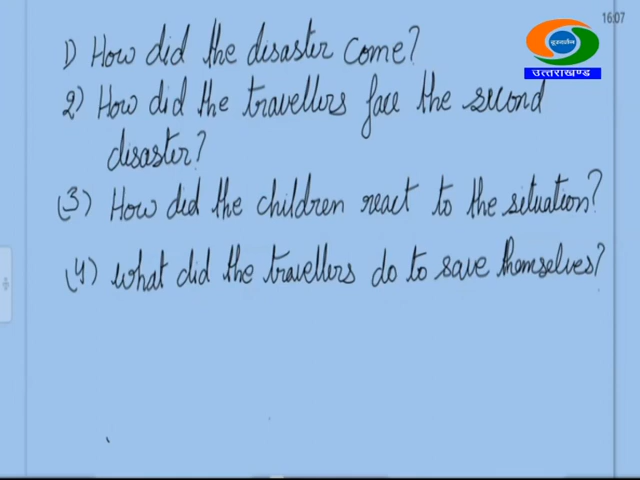 16:07
दूरदर्शन
उत्तराखण्ड
1) How did the disaster come?
2) How did the travellers face the second
disaster?
(3) How did the children react to the situation?
(4) What did the travellers do to save themselves?